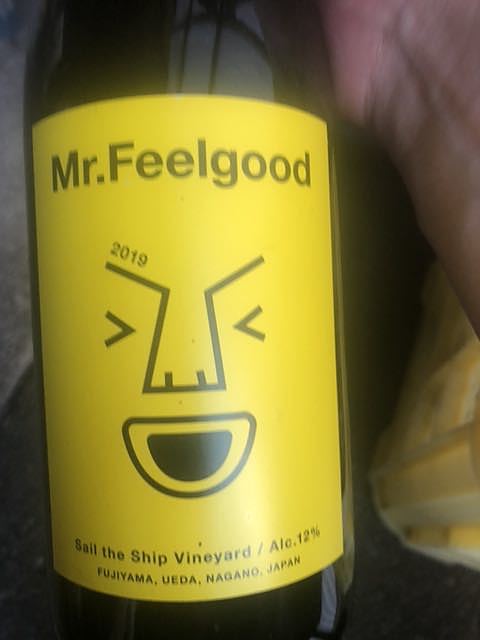 Mr.Feelgood
2019
Sail the Ship Vineyard / Alc.12%
FUJIYAMA, UEDA, NAGANO, JAPAN